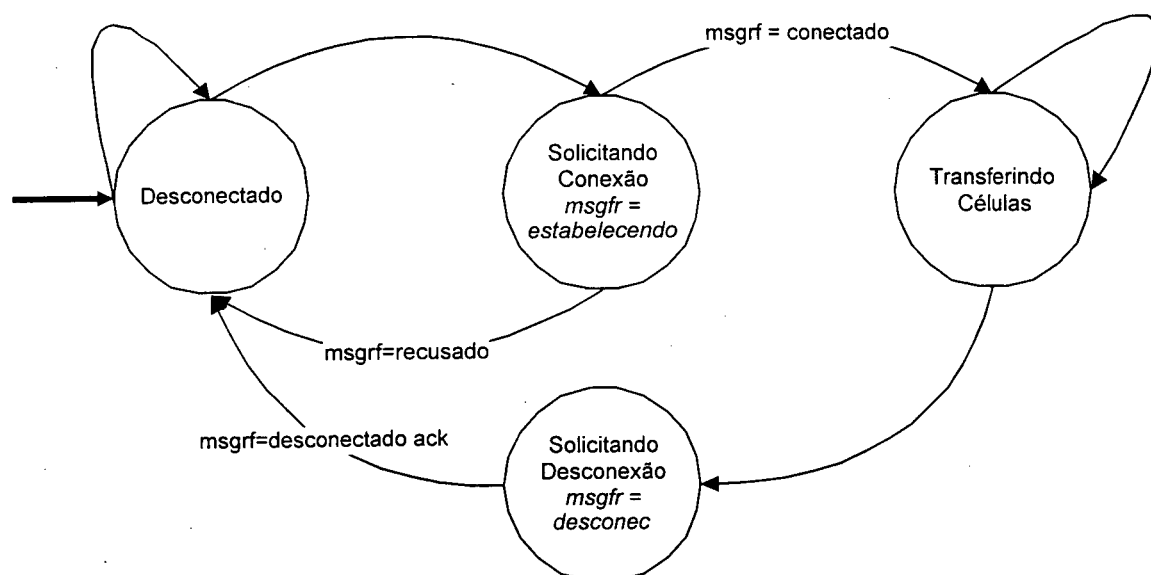 msgrf = conectado
Desconectado
Solicitando
Conexão
msgfr =
estabelecendo
Transferindo
Células
msgrf=recusado
msgrf=desconectado ack
Solicitando
Desconexão
msgfr =
desconec